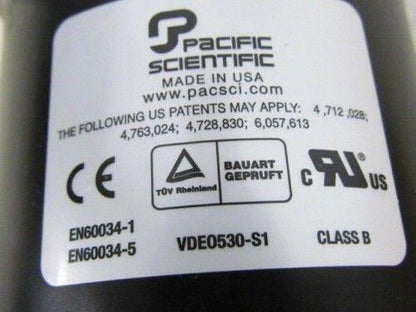 PACIFIC
SCIENTIFIC
MADE IN USA
www.pacsci.com
THE FOLLOWING US PATENTS MAY APPLY: 4,712,028;
4,763,024; 4,728,830; 6,057,613
CE
TÜV Rheinland
BAUART
GEPRUFT
C RU US
EN60034-1
EN60034-5
VDE0530-S1
CLASS B